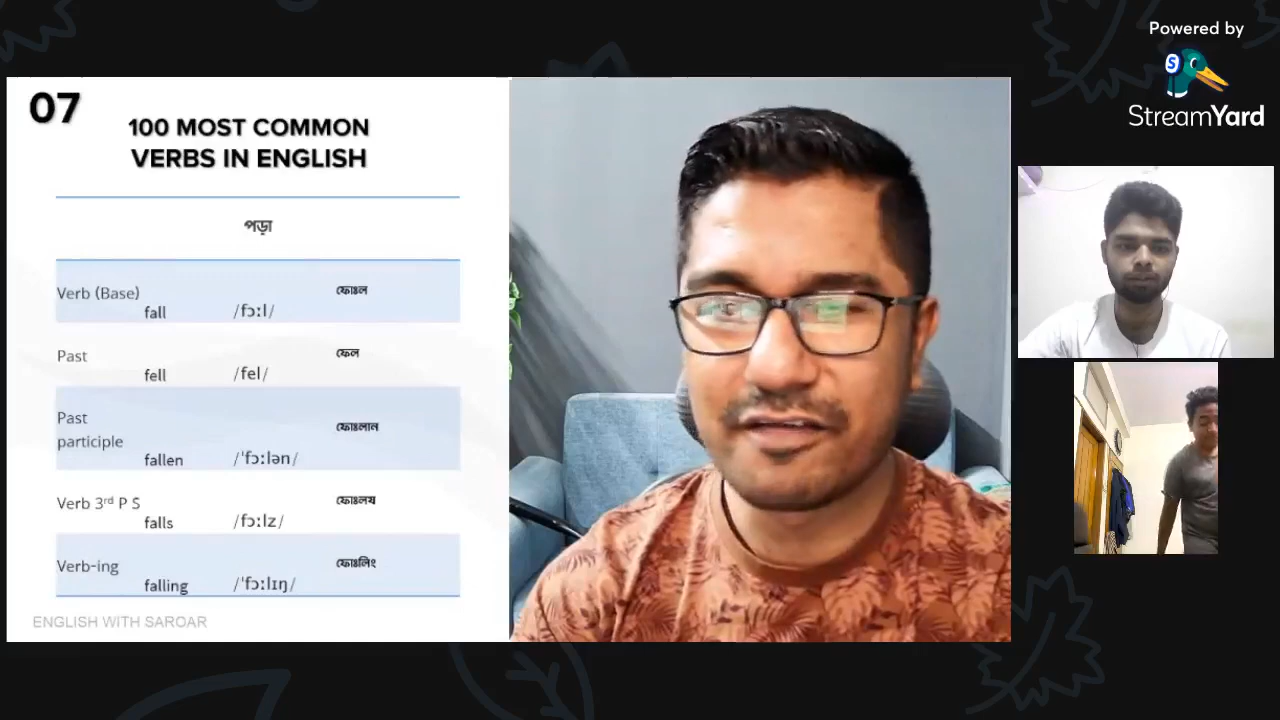 Powered by
StreamYard
07
100 MOST COMMON
VERBS IN ENGLISH
পড়া
Verb (Base)
fall /fɔːl/ ফোঃল
Past
fell /fel/ ফেল
Past
participle
fallen /ˈfɔːlən/ ফোঃলান
Verb 3rd P S
falls /fɔːlz/ ফোঃলয
Verb-ing
falling /ˈfɔːlɪŋ/ ফোঃলিং
ENGLISH WITH SAROAR